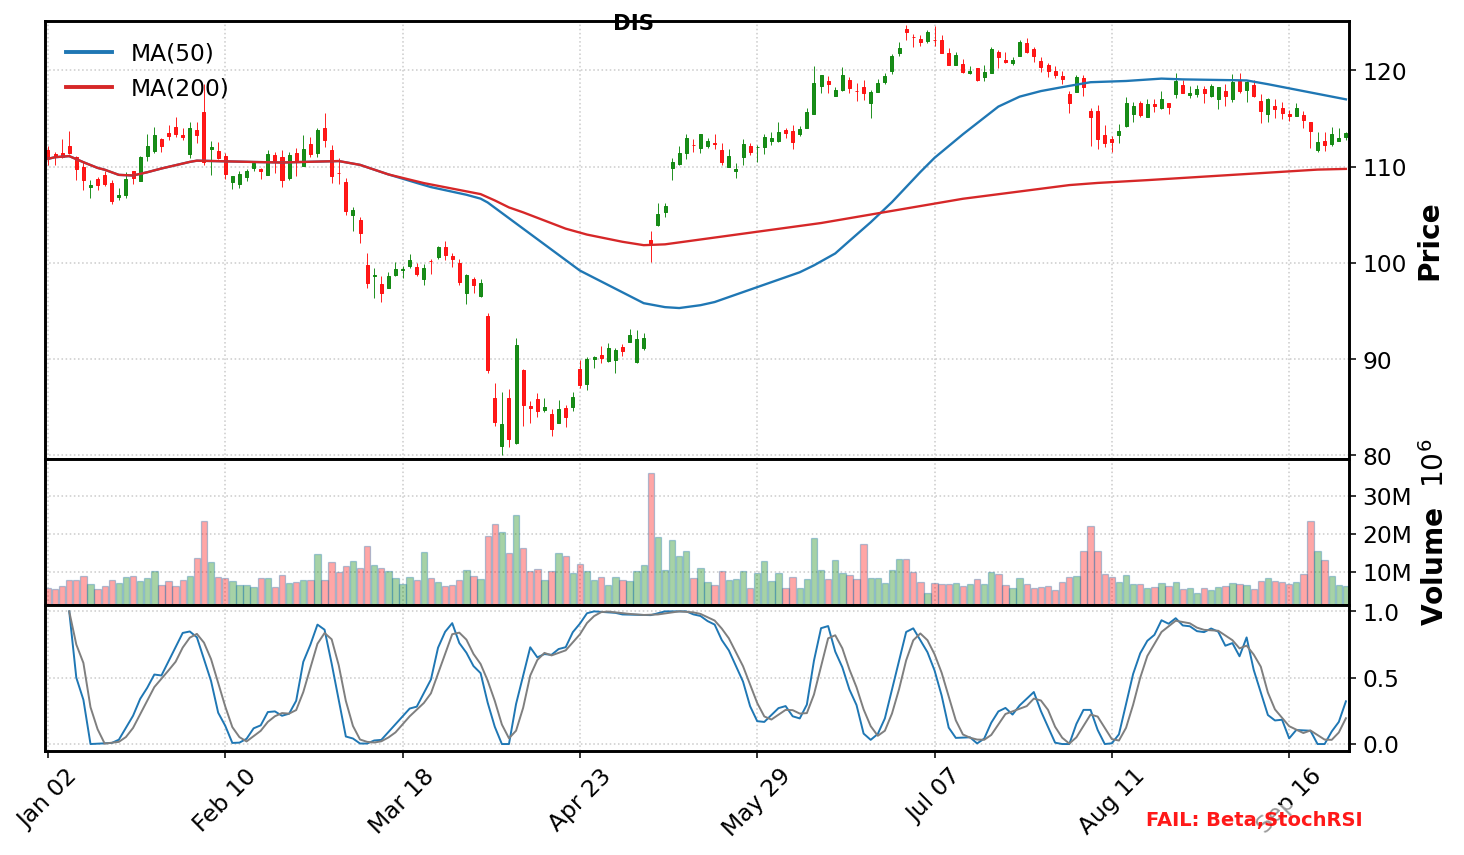 DIS
MA(50)
MA(200)
120
110
100
90
80
Price
10^6
30M
20M
10M
Volume
1.0
0.5
0.0
Jan 02
Feb 10
Mar 18
Apr 23
May 29
Jul 07
Aug 11
Sep 16
FAIL: Beta,StochRSI